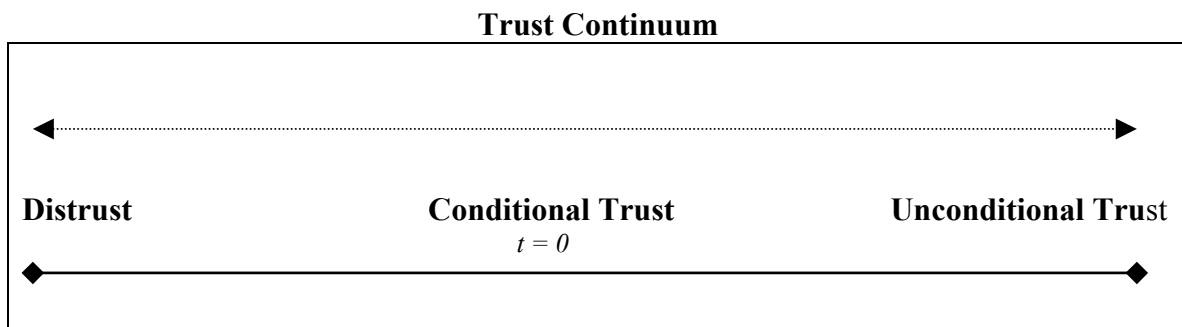 Trust Continuum
Distrust Conditional Trust Unconditional Trust
t = 0